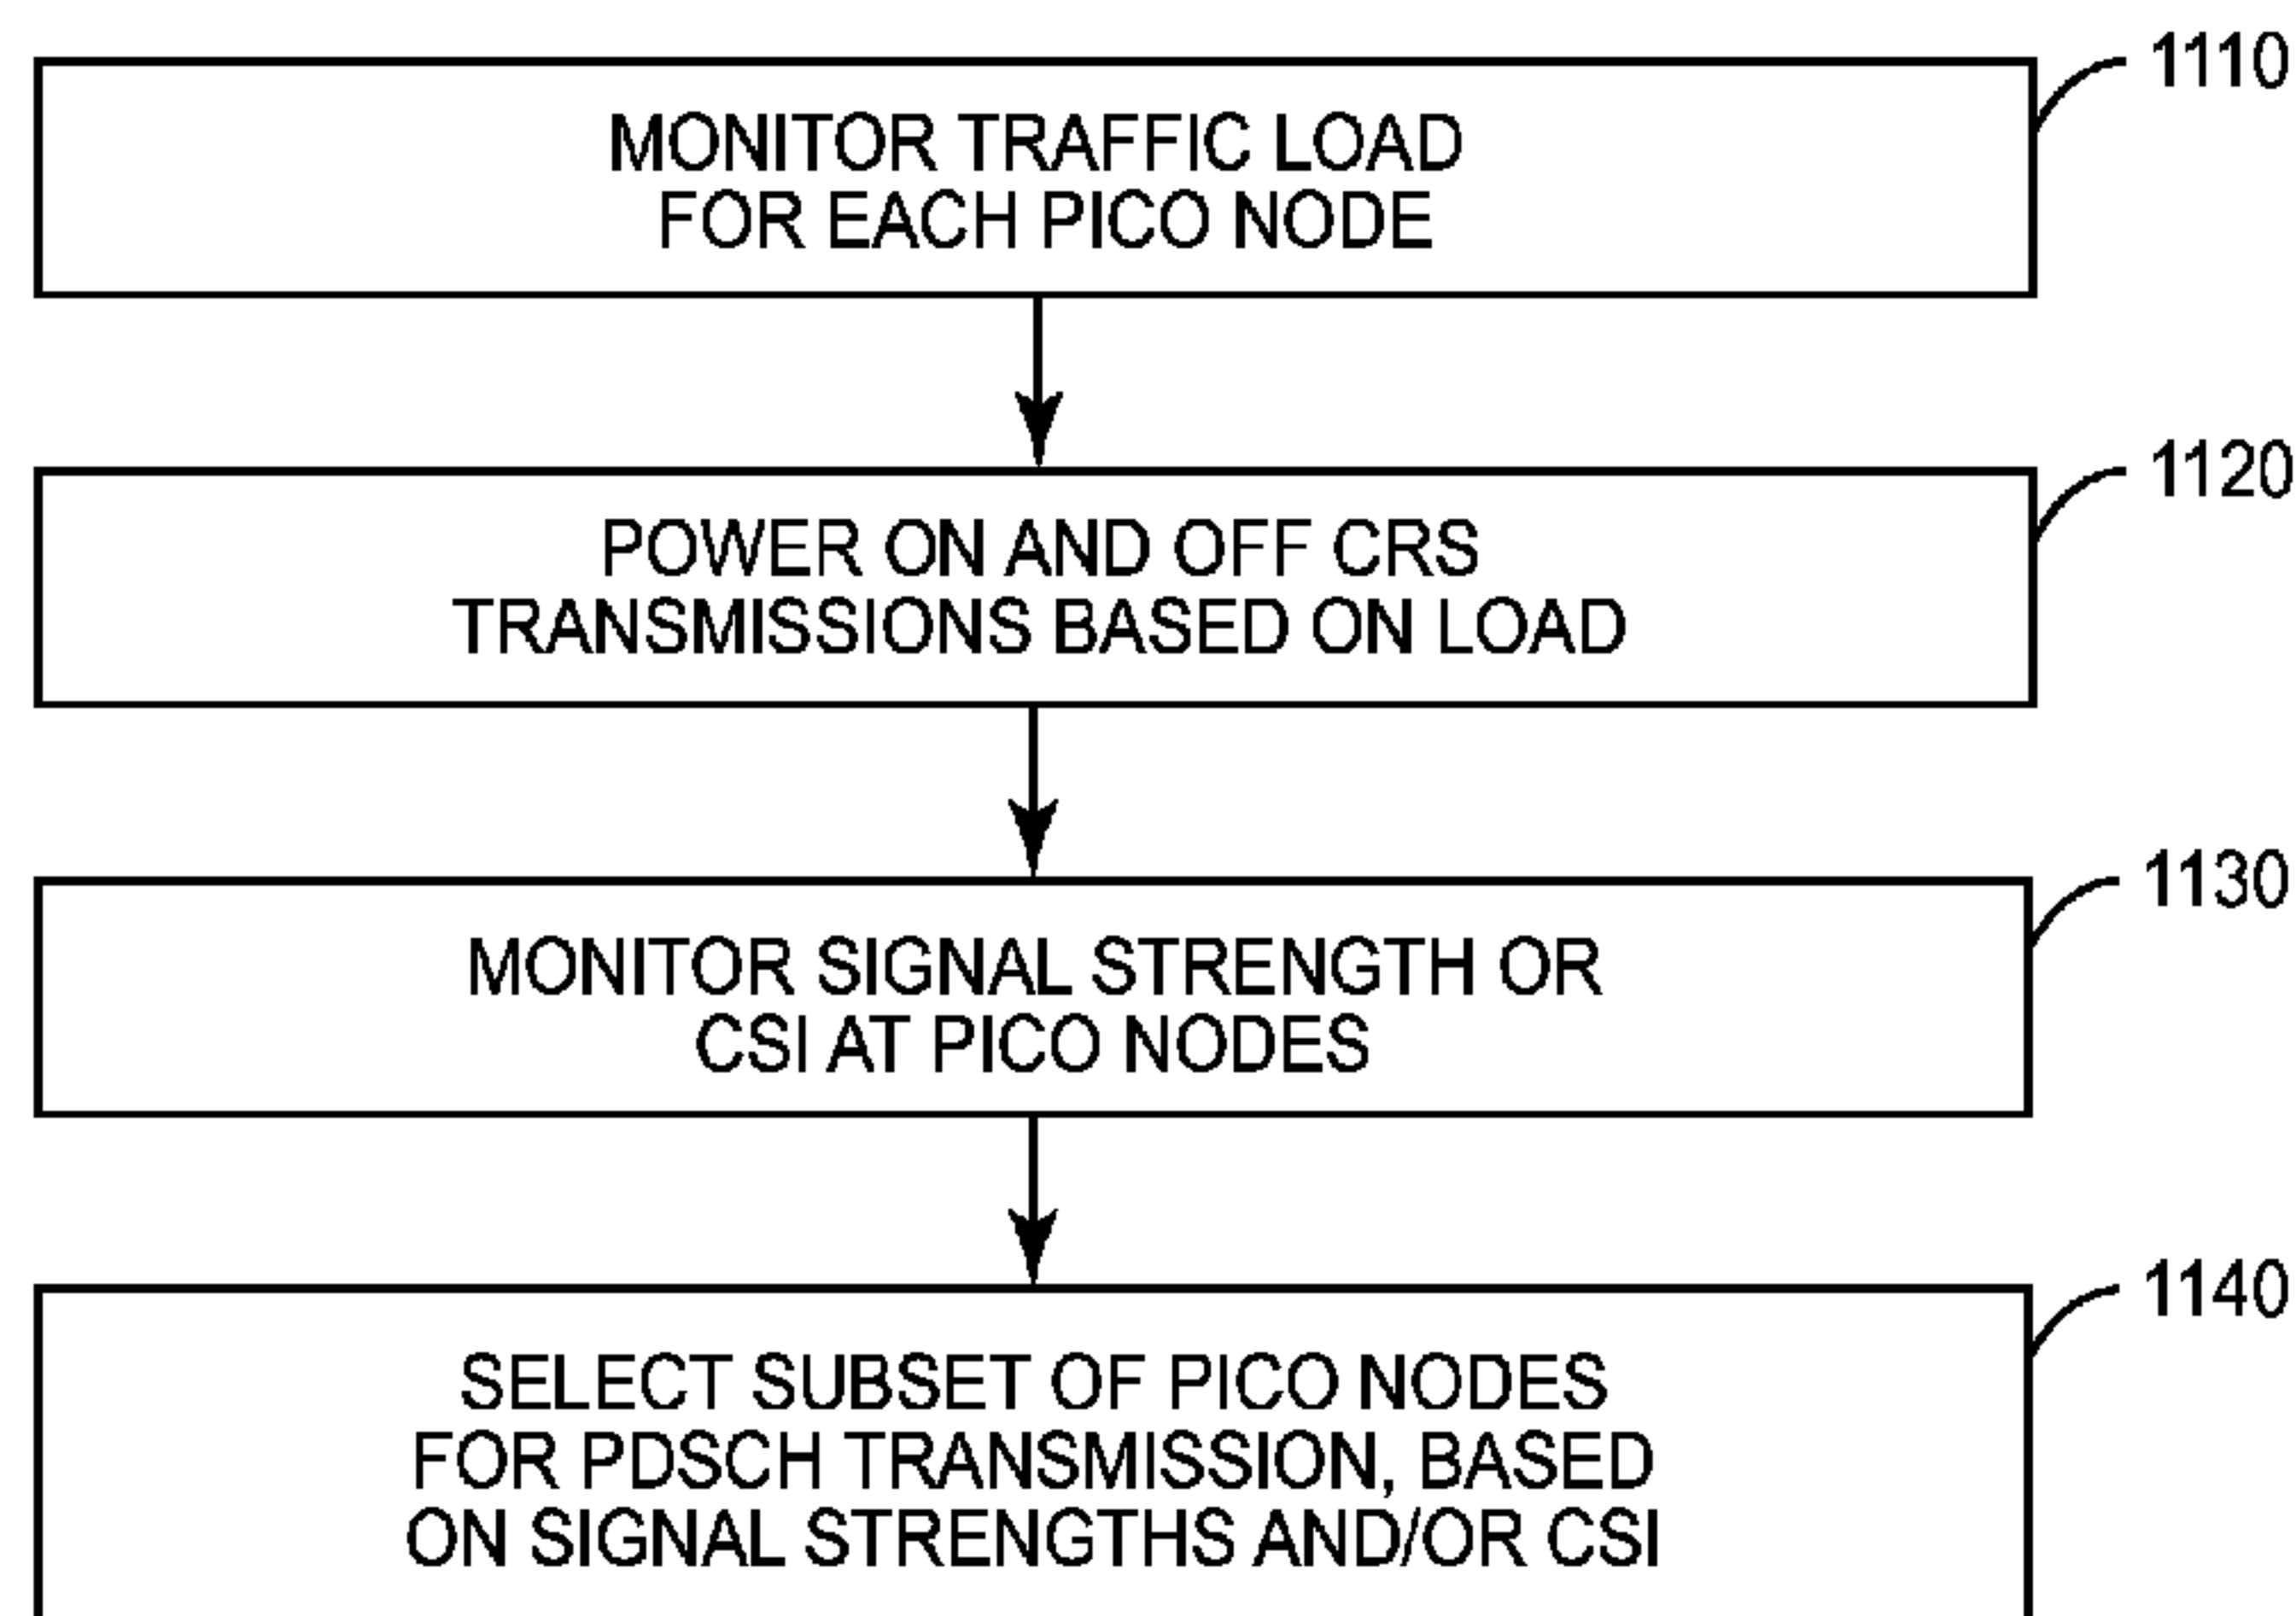 1110
MONITOR TRAFFIC LOAD
FOR EACH PICO NODE
1120
POWER ON AND OFF CRS
TRANSMISSIONS BASED ON LOAD
1130
MONITOR SIGNAL STRENGTH OR
CSI AT PICO NODES
1140
SELECT SUBSET OF PICO NODES
FOR PDSCH TRANSMISSION, BASED
ON SIGNAL STRENGTHS AND/OR CSI